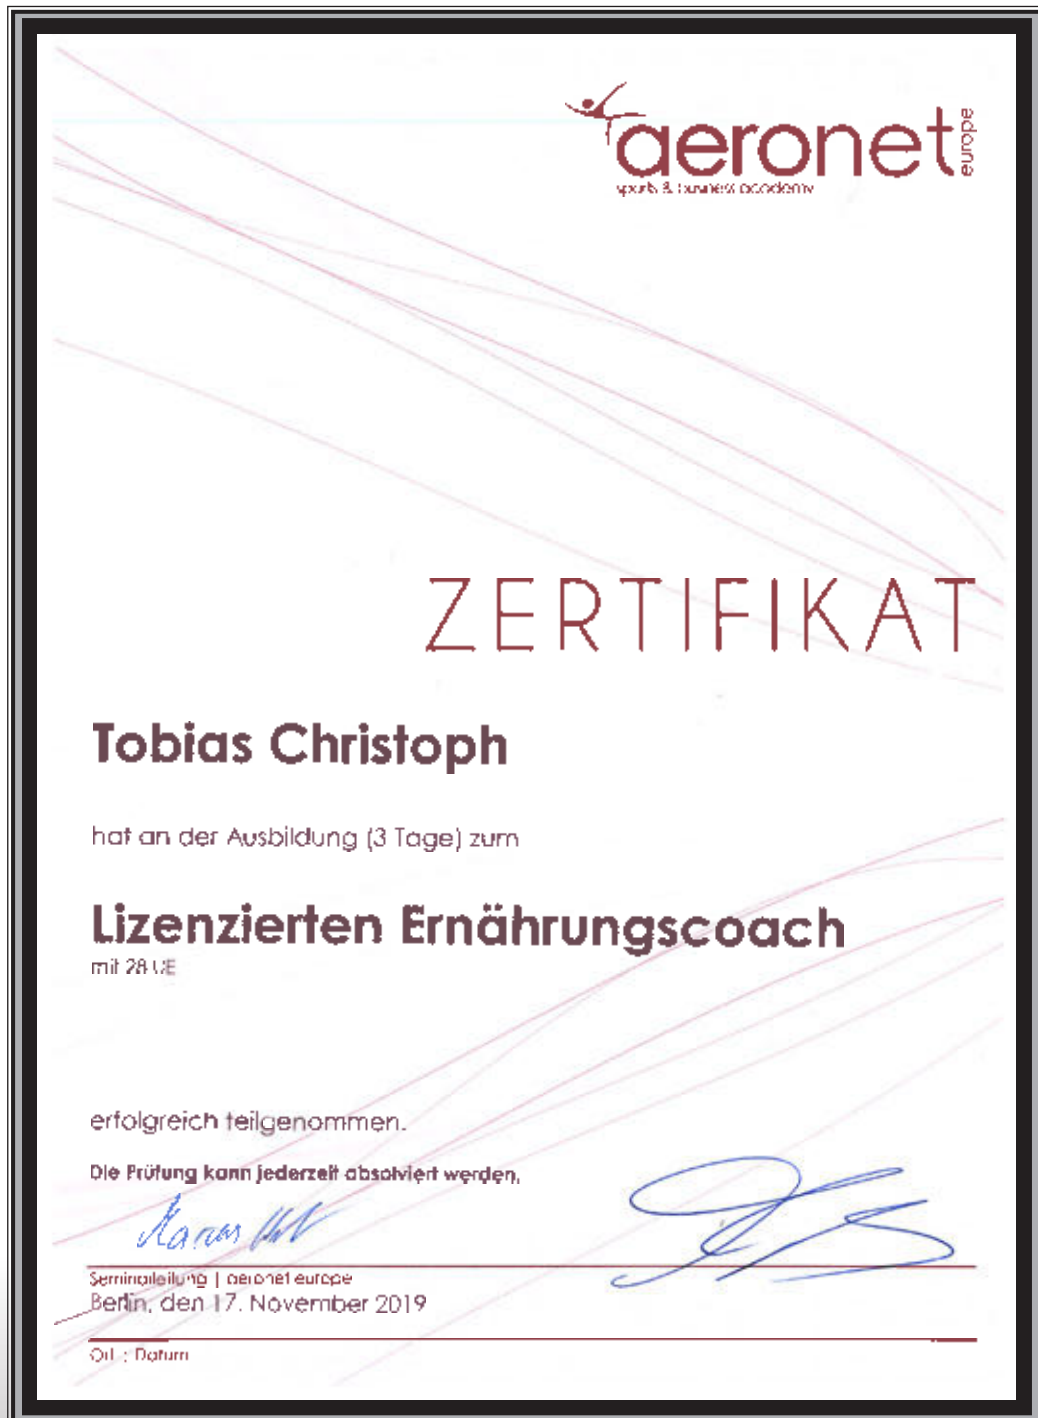 aeronet
europe
sports & business academy
ZERTIFIKAT
Tobias Christoph
hat an der Ausbildung (3 Tage) zum
Lizenzierten Ernährungscoach
mit 28 UE
erfolgreich teilgenommen.
Die Prüfung kann jederzeit absolviert werden.
Seminarleitung | aeronet europe
Berlin, den 17. November 2019
Ort ; Datum